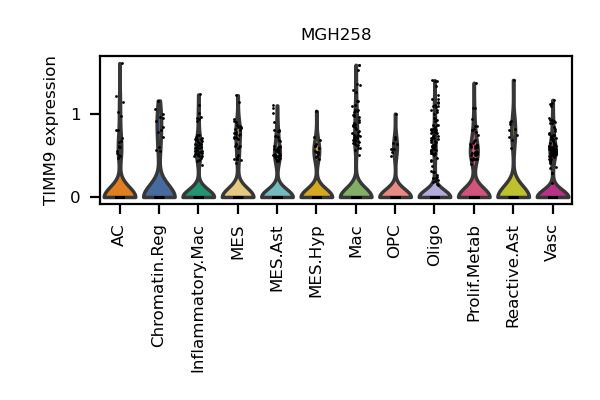 MGH258
TIMM9 expression
1
0
AC
Chromatin.Reg
Inflammatory.Mac
MES
MES.Ast
MES.Hyp
Mac
OPC
Oligo
Prolif.Metab
Reactive.Ast
Vasc